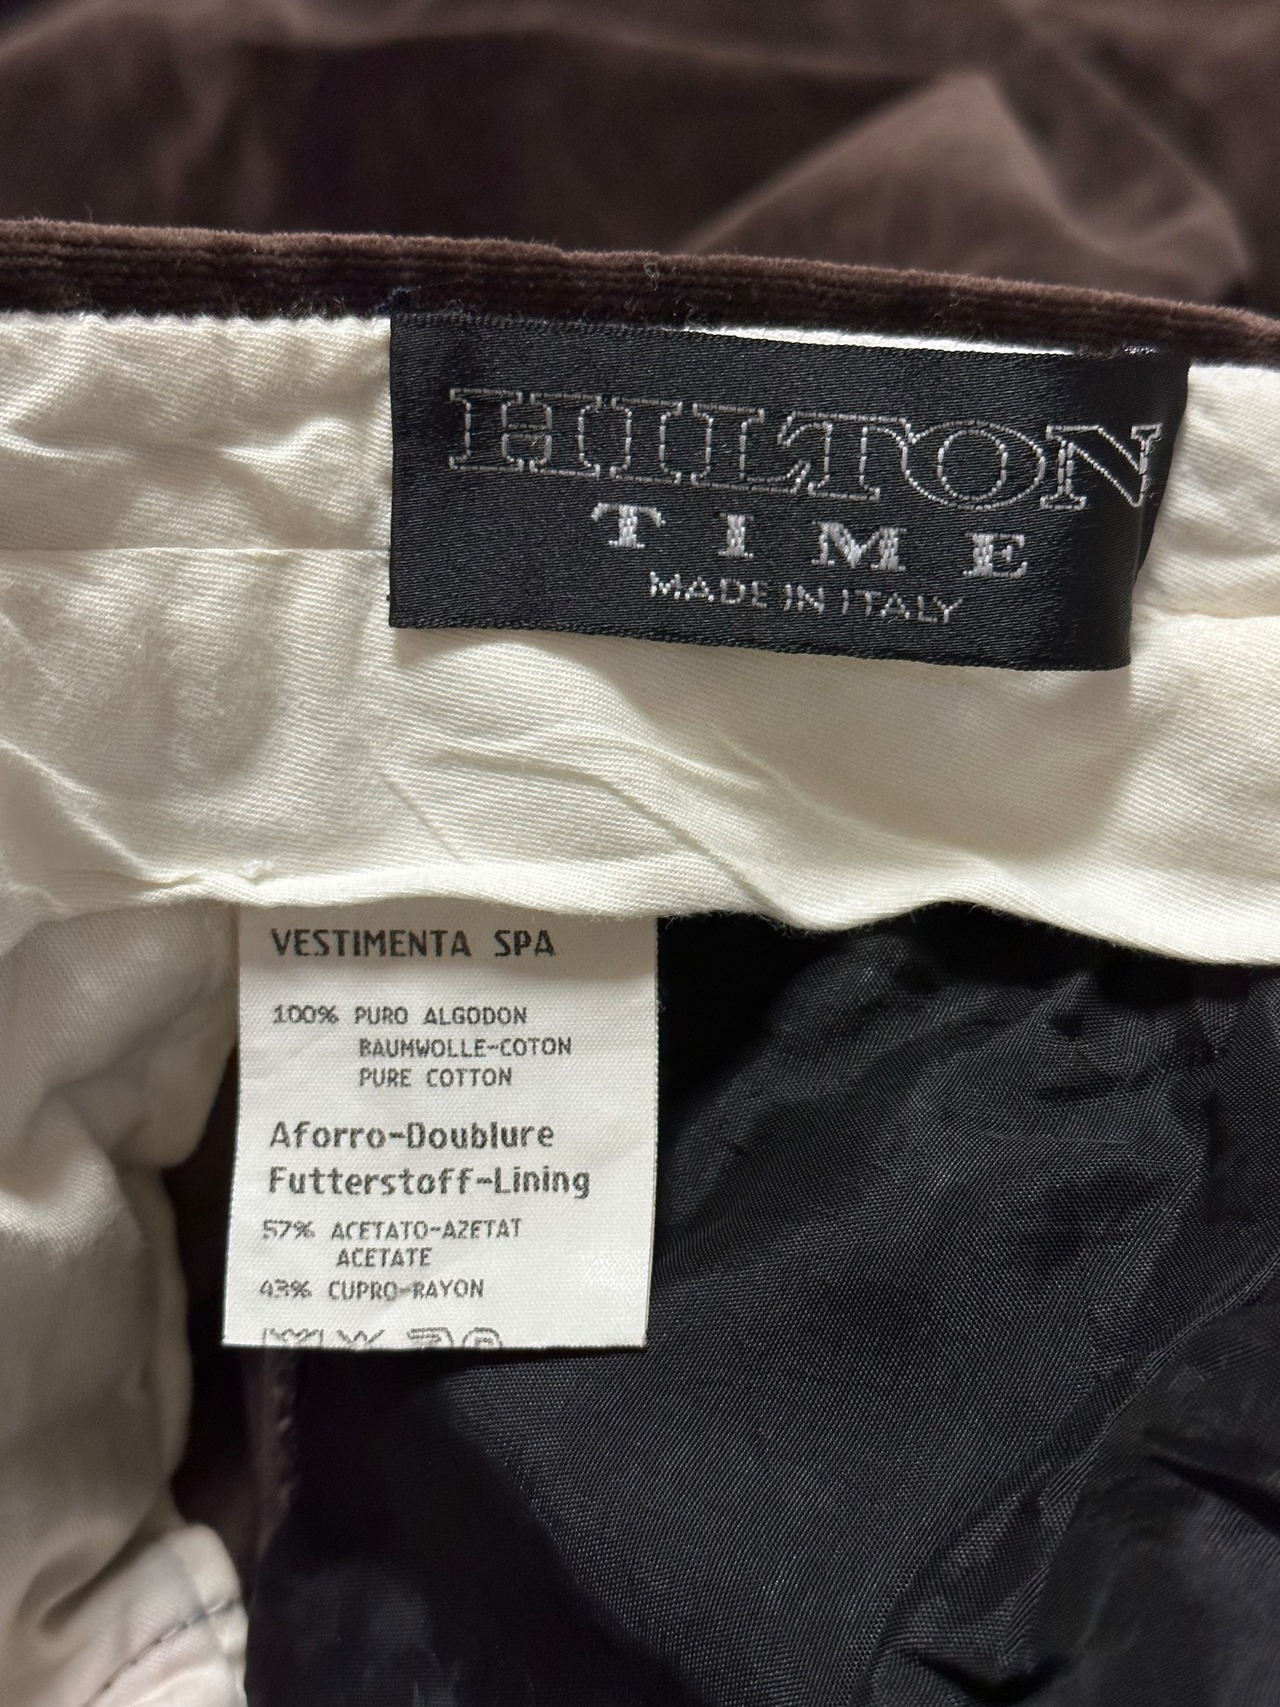 HILTON
TIME
MADE IN ITALY
VESTIMENTA SPA
100% PURO ALGODON
BAUMWOLLE-COTON
PURE COTTON
Aforro-Doublure
Futterstoff-Lining
57% ACETATO-AZETAT
ACETATE
43% CUPRO-RAYON